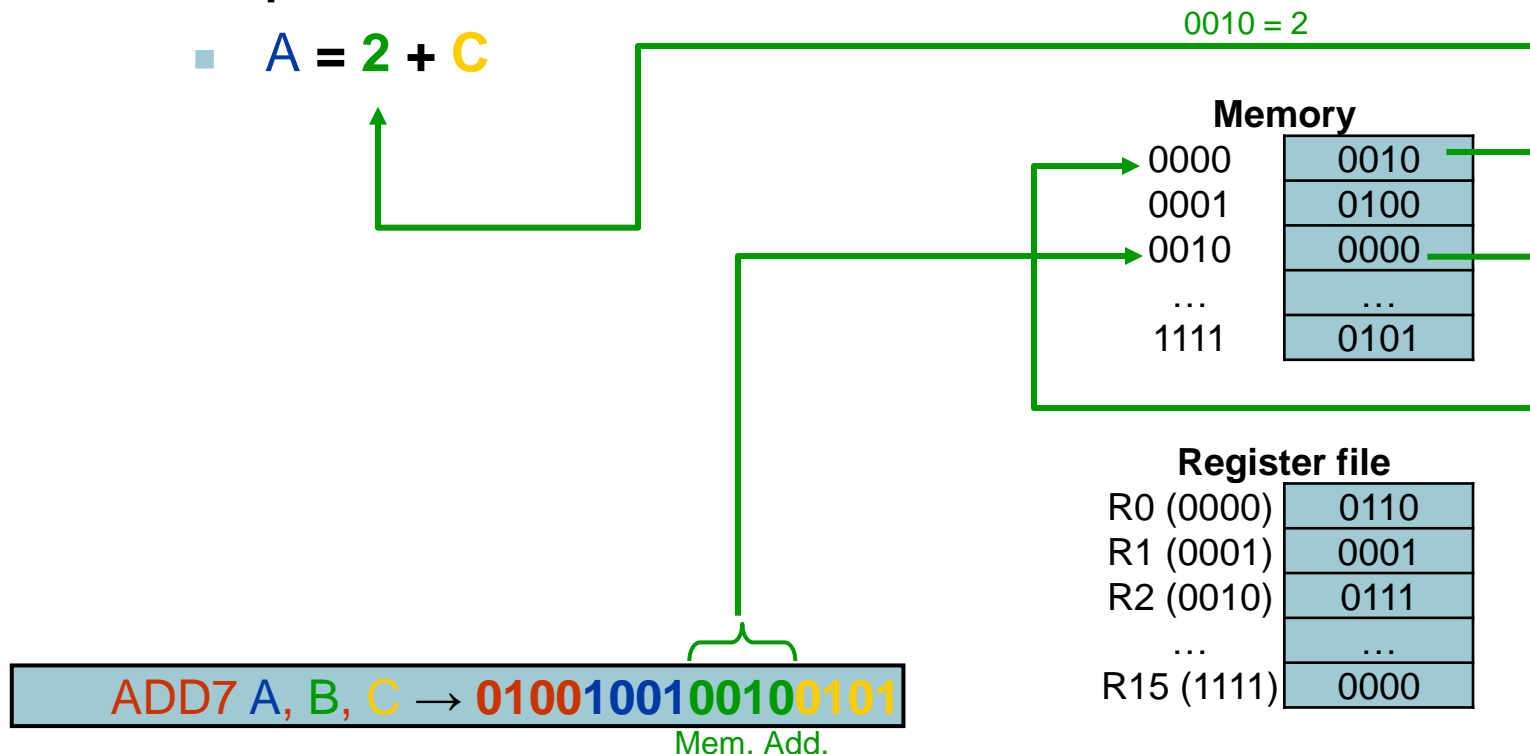 A = 2 + C
0010 = 2
Memory
0000 0010
0001 0100
0010 0000
... ...
1111 0101
Register file
R0 (0000) 0110
R1 (0001) 0001
R2 (0010) 0111
... ...
R15 (1111) 0000
ADD7 A, B, C → 0100100100100101
Mem. Add.